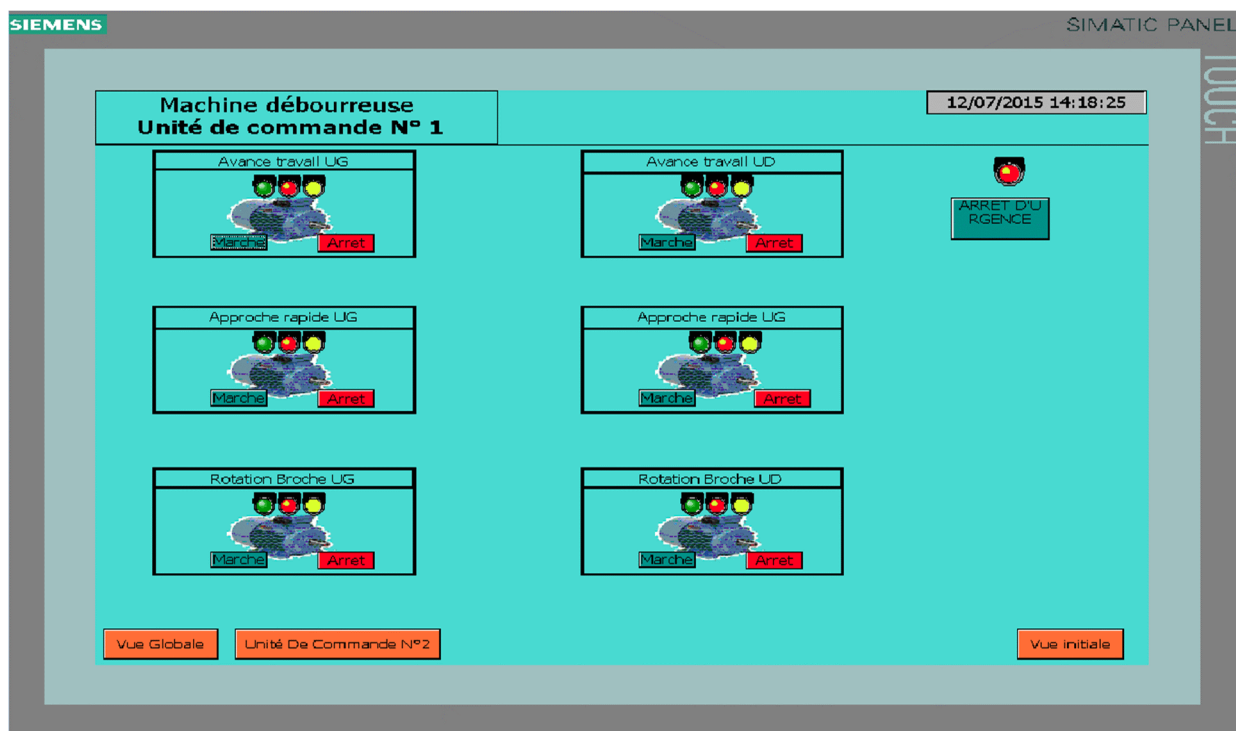 SIEMENS
SIMATIC PANEL
TOUCH
Machine débourreuse
Unité de commande N° 1
12/07/2015 14:18:25
Avance travail UG
Marche
Arret
Avance travail UD
Marche
Arret
ARRET D'U
RGENCE
Approche rapide UG
Marche
Arret
Approche rapide UG
Marche
Arret
Rotation Broche UG
Marche
Arret
Rotation Broche UD
Marche
Arret
Vue Globale
Unité De Commande N°2
Vue initiale